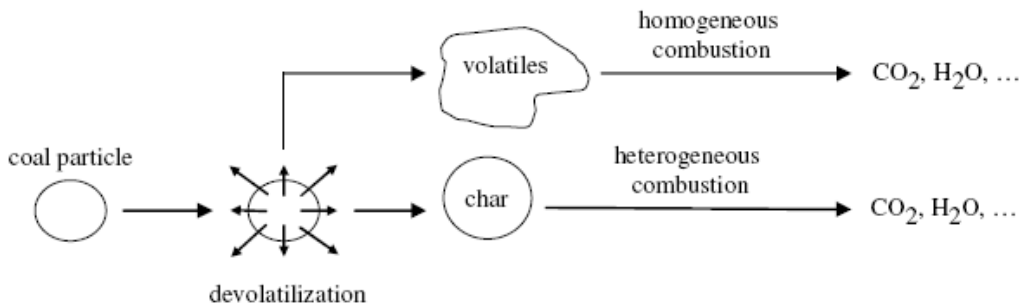 homogeneous
combustion
volatiles
CO2, H2O, ...
coal particle
heterogeneous
combustion
char
CO2, H2O, ...
devolatilization